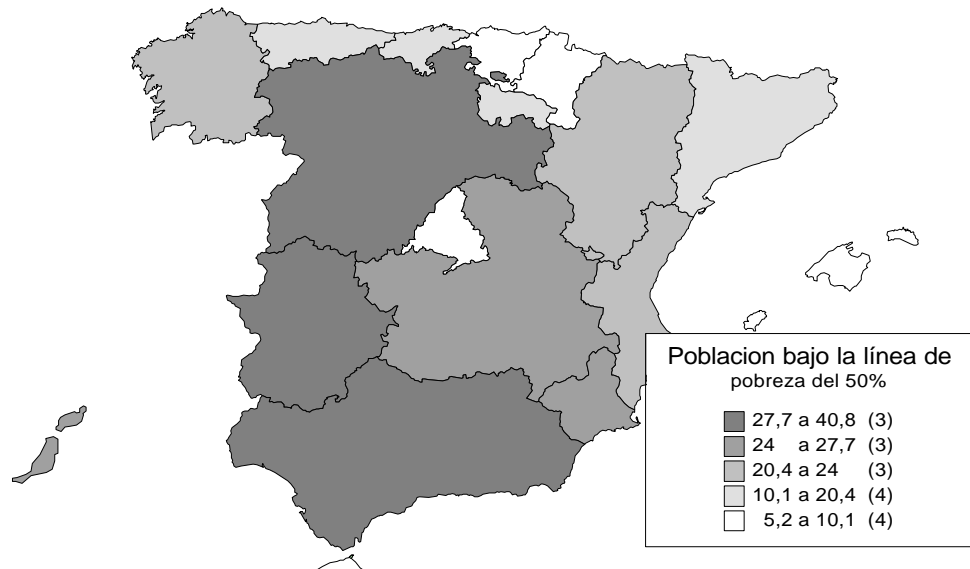 Poblacion bajo la línea de
pobreza del 50%
27,7 a 40,8 (3)
24 a 27,7 (3)
20,4 a 24 (3)
10,1 a 20,4 (4)
5,2 a 10,1 (4)